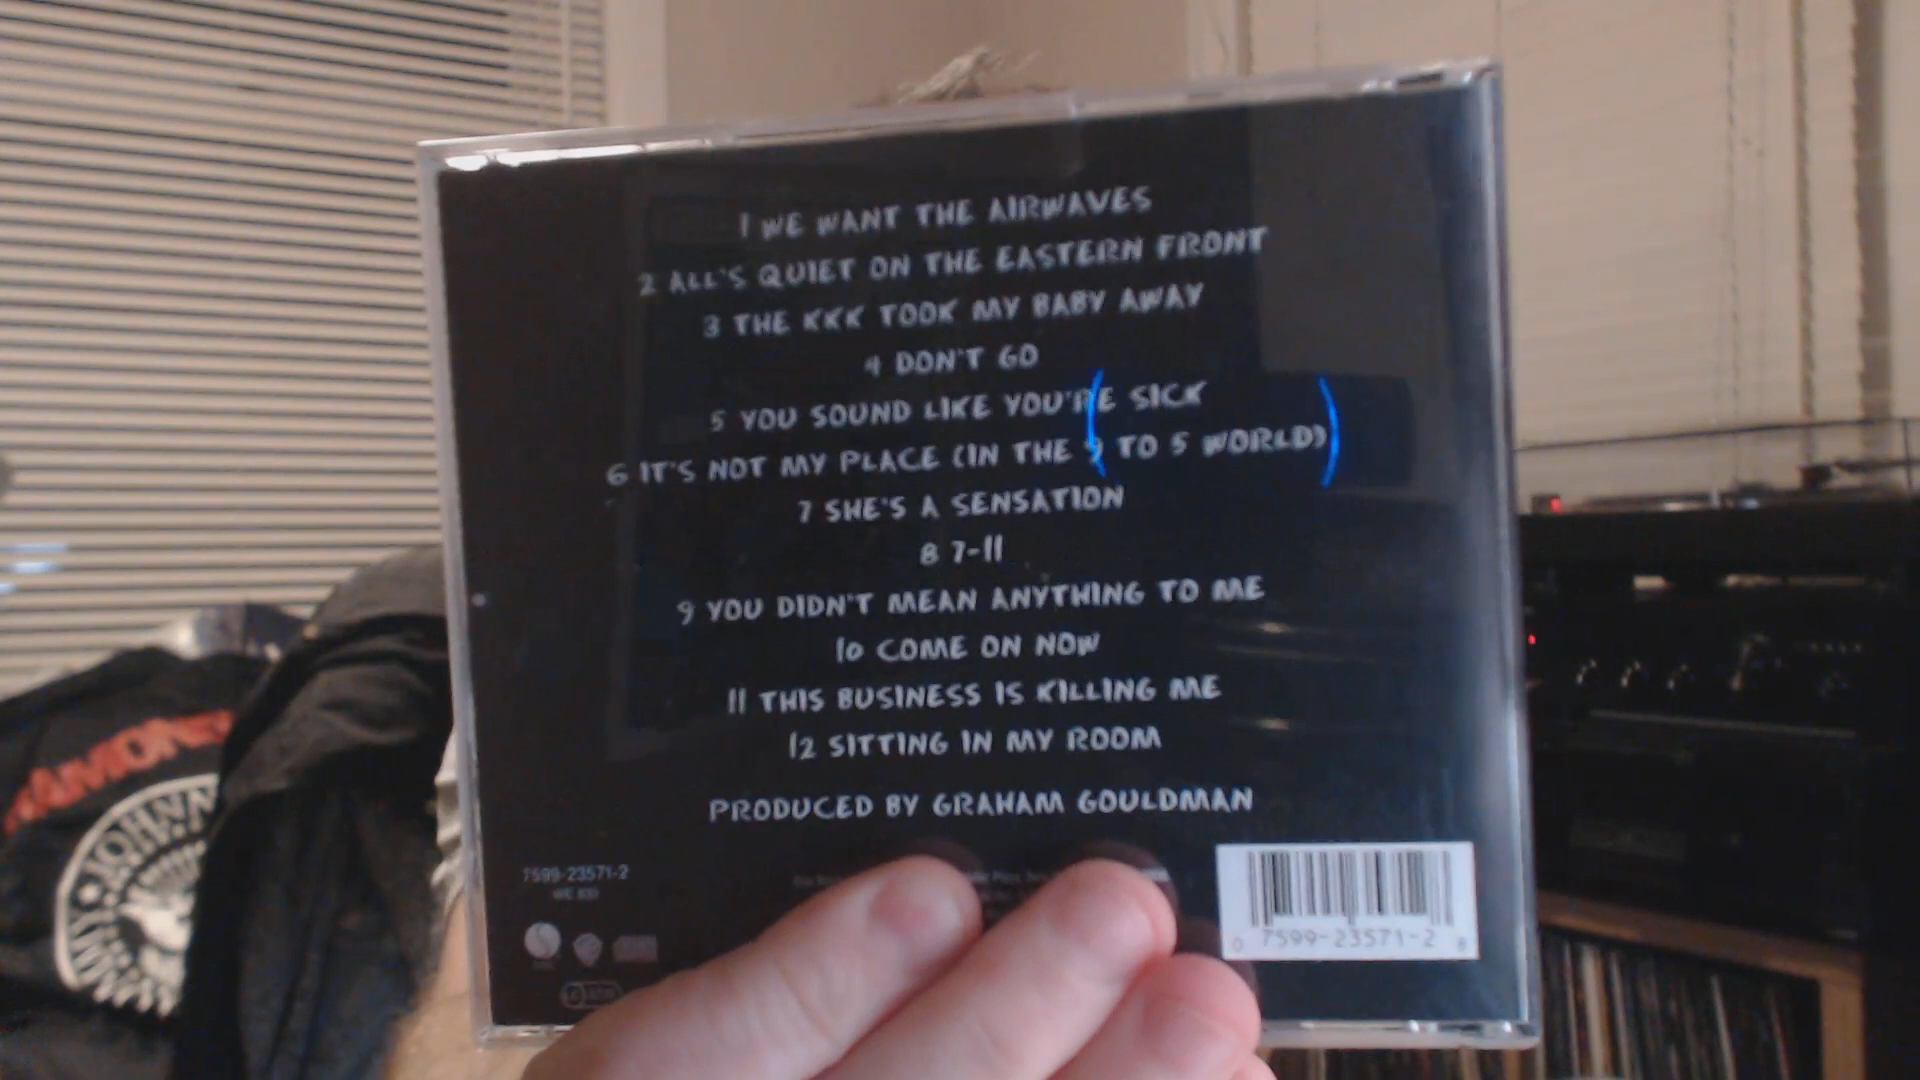 1 WE WANT THE AIRWAVES
2 ALL'S QUIET ON THE EASTERN FRONT
3 THE KKK TOOK MY BABY AWAY
4 DON'T GO
5 YOU SOUND LIKE YOU'RE SICK
6 IT'S NOT MY PLACE (IN THE 9 TO 5 WORLD)
7 SHE'S A SENSATION
8 7-11
9 YOU DIDN'T MEAN ANYTHING TO ME
10 COME ON NOW
11 THIS BUSINESS IS KILLING ME
12 SITTING IN MY ROOM
PRODUCED BY GRAHAM GOULDMAN
7599-23571-2
0 7599-23571-2 8
RAMONES
JOHNN